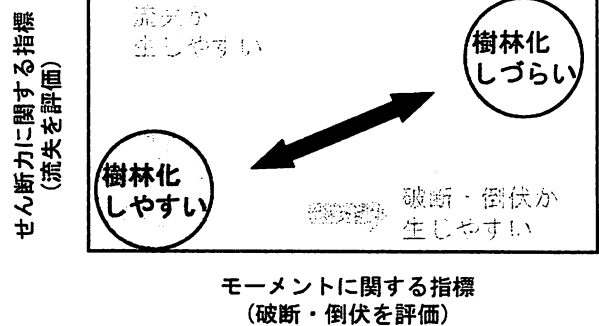 せん断力に関する指標
(流失を評価)
流失が
生じやすい
樹林化
しづらい
樹林化
しやすい
破断・倒伏が
生じやすい
モーメントに関する指標
(破断・倒伏を評価)